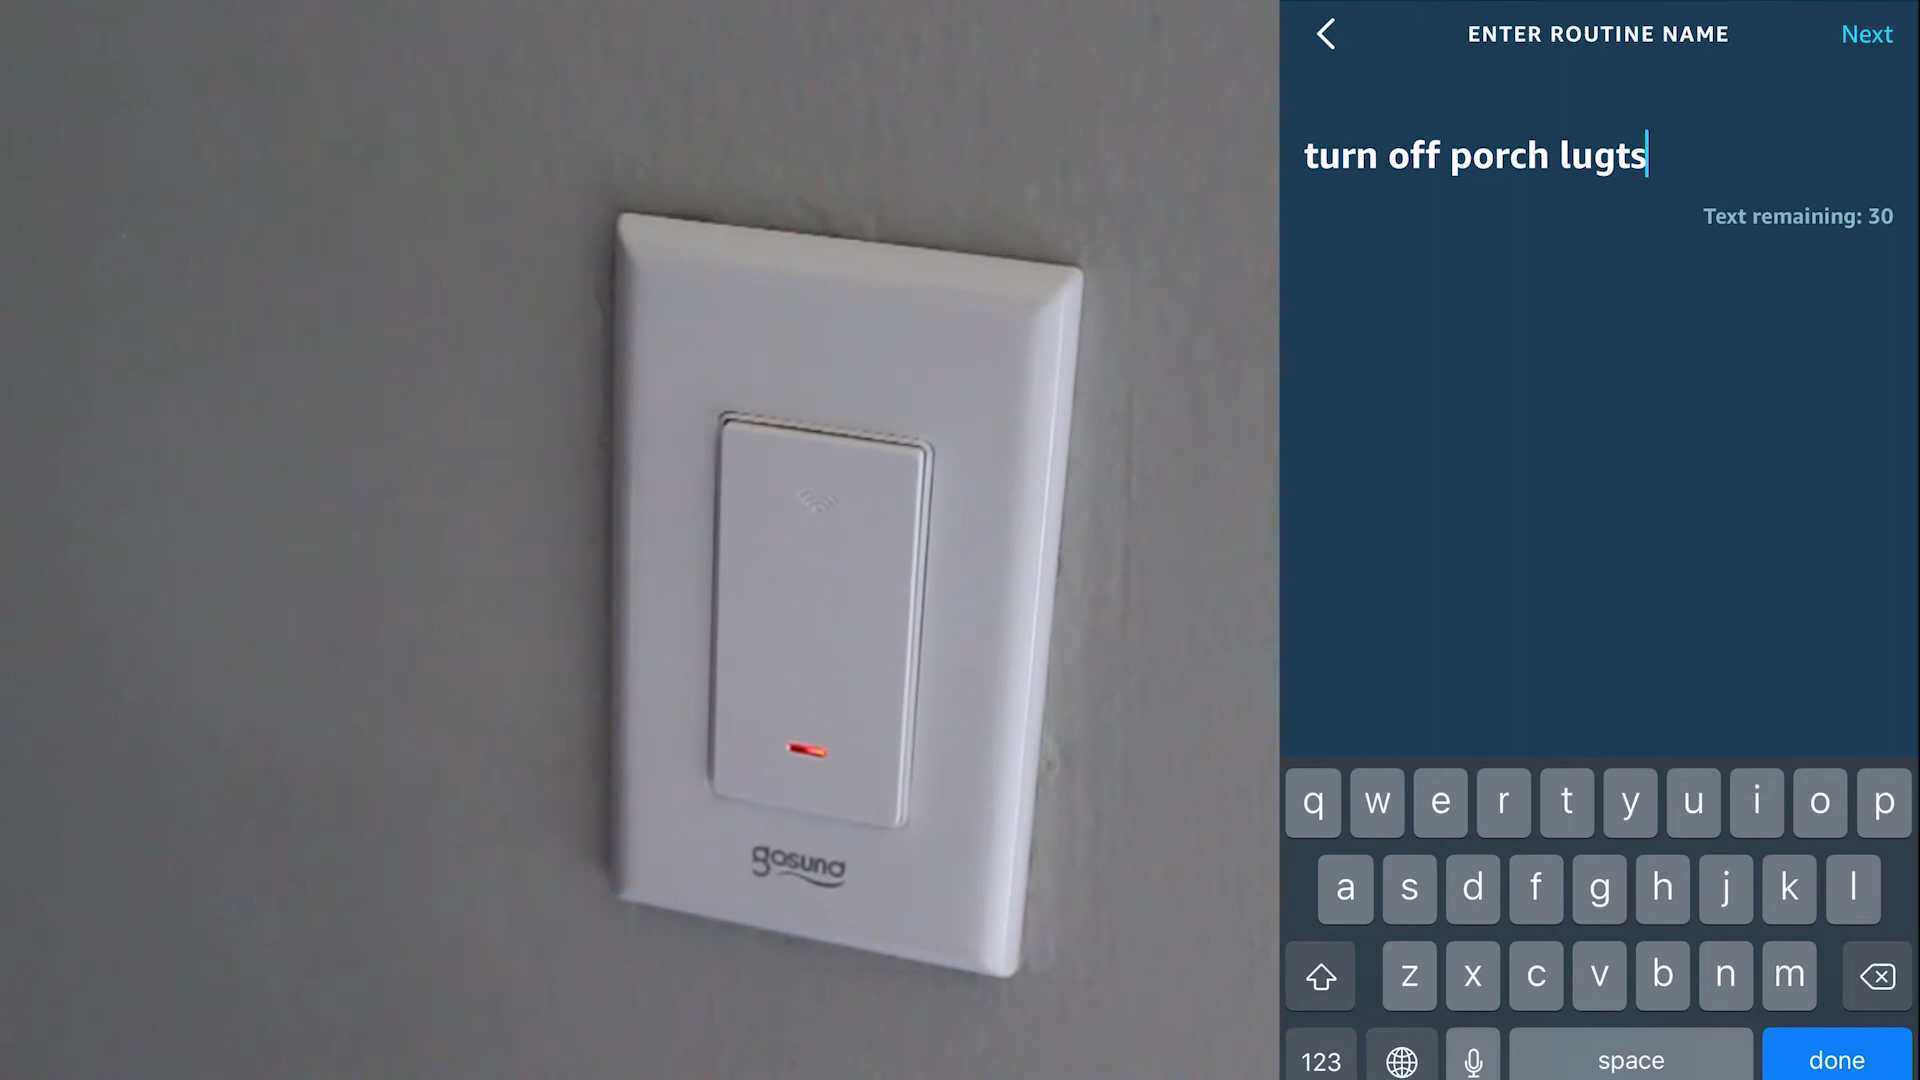 gosund
ENTER ROUTINE NAME
Next
turn off porch lugts
Text remaining: 30
q w e r t y u i o p
a s d f g h j k l
z x c v b n m
123 space done